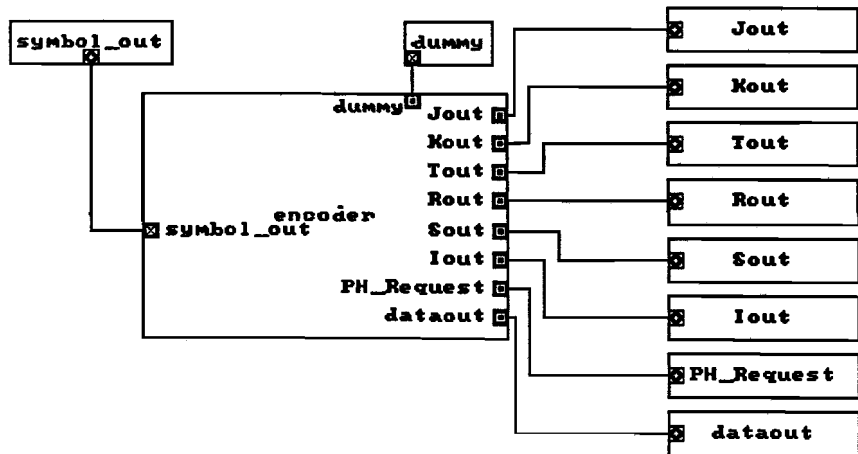 symbol_out
dummy
Jout
Kout
Tout
Rout
Sout
Iout
PH_Request
dataout
dummy
Jout
Kout
Tout
Rout
encoder
symbol_out
Sout
Iout
PH_Request
dataout